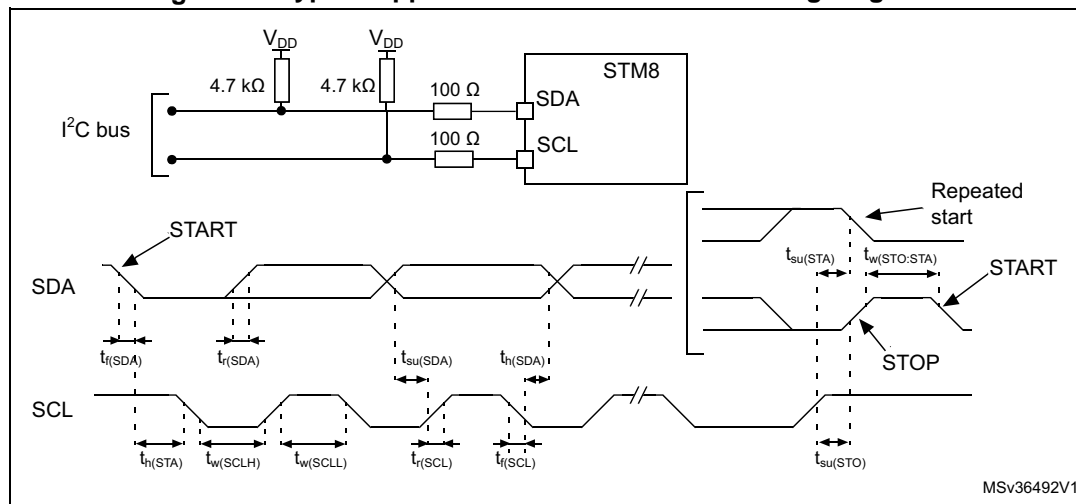 V_DD V_DD
STM8
4.7 kΩ 4.7 kΩ 100 Ω
SDA
I²C bus
100 Ω
SCL
Repeated
start
START
t_su(STA) t_w(STO:STA)
START
SDA
t_f(SDA) t_r(SDA) t_su(SDA) t_h(SDA)
STOP
SCL
t_h(STA) t_w(SCLH) t_w(SCLL) t_r(SCL) t_f(SCL) t_su(STO)
MSv36492V1